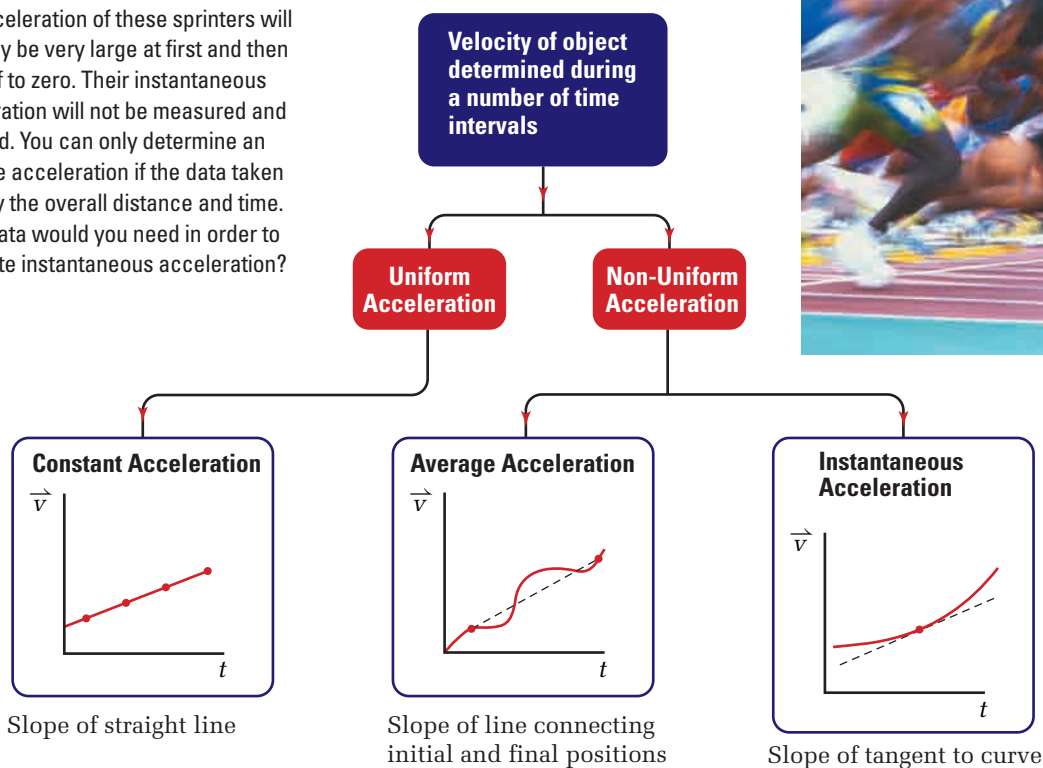 celeration of these sprinters will
y be very large at first and then
f to zero. Their instantaneous
ration will not be measured and
d. You can only determine an
e acceleration if the data taken
y the overall distance and time.
ata would you need in order to
te instantaneous acceleration?
Velocity of object
determined during
a number of time
intervals
Uniform
Acceleration
Non-Uniform
Acceleration
Constant Acceleration
v
t
Slope of straight line
Average Acceleration
v
t
Slope of line connecting
initial and final positions
Instantaneous
Acceleration
v
t
Slope of tangent to curve